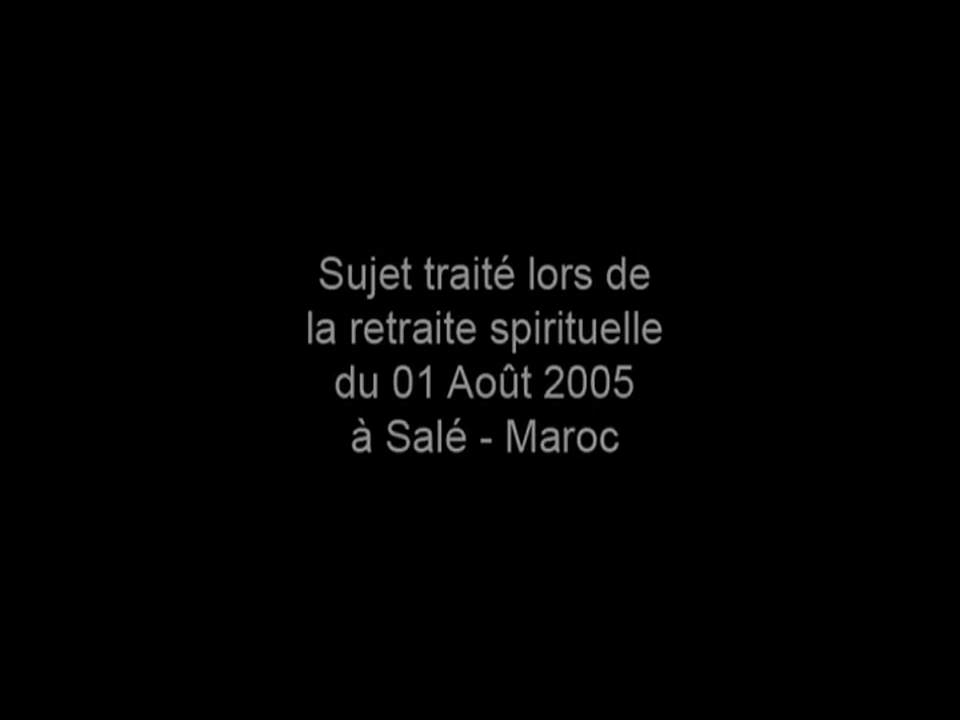 Sujet traité lors de
la retraite spirituelle
du 01 Août 2005
à Salé - Maroc